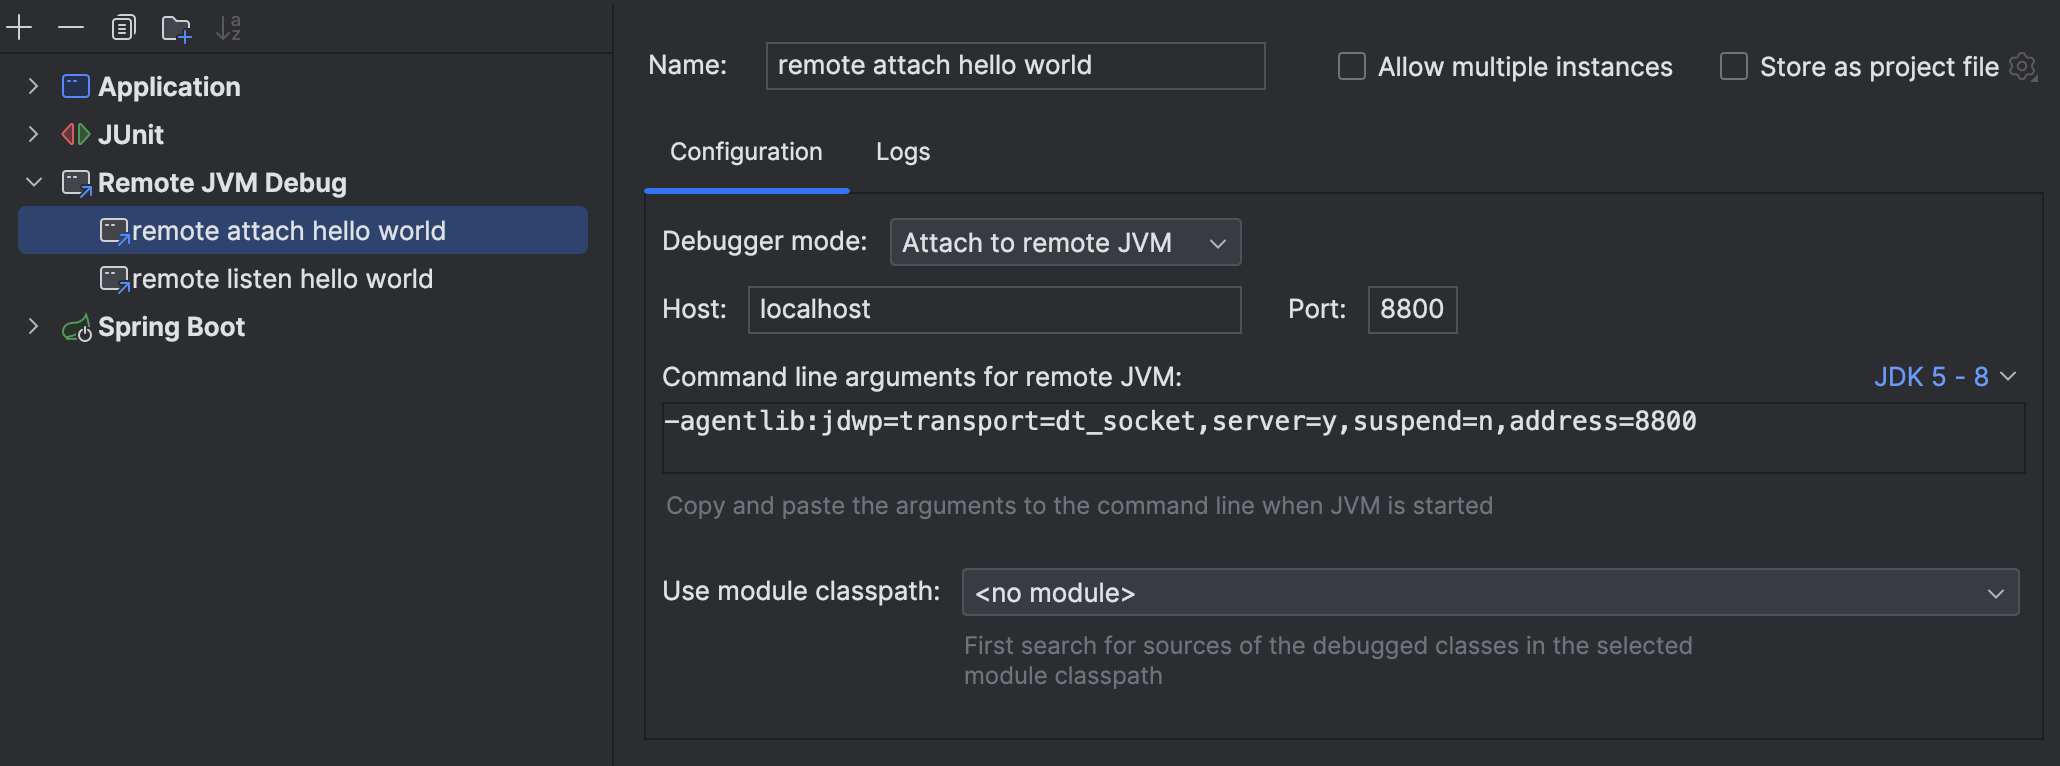 Application
JUnit
Remote JVM Debug
remote attach hello world
remote listen hello world
Spring Boot
Name: remote attach hello world Allow multiple instances Store as project file
Configuration Logs
Debugger mode: Attach to remote JVM
Host: localhost Port: 8800
Command line arguments for remote JVM: JDK 5 - 8
-agentlib:jdwp=transport=dt_socket,server=y,suspend=n,address=8800
Copy and paste the arguments to the command line when JVM is started
Use module classpath: <no module>
First search for sources of the debugged classes in the selected
module classpath